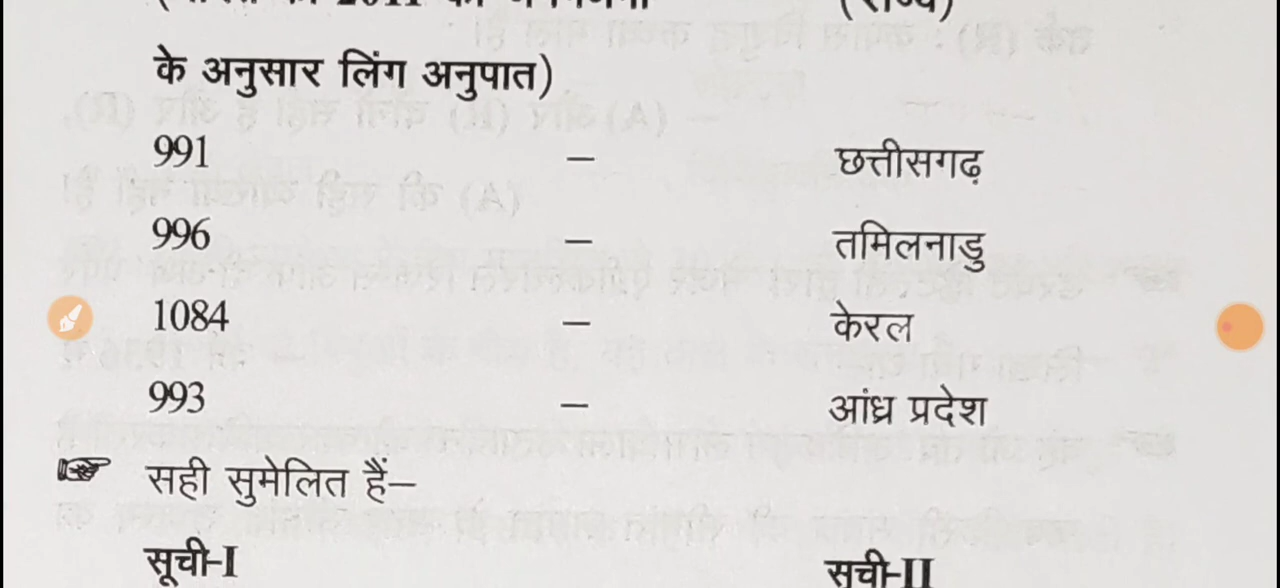 के अनुसार लिंग अनुपात)
991 – छत्तीसगढ़
996 – तमिलनाडु
1084 – केरल
993 – आंध्र प्रदेश
☞ सही सुमेलित हैं–
सूची-I सूची-II